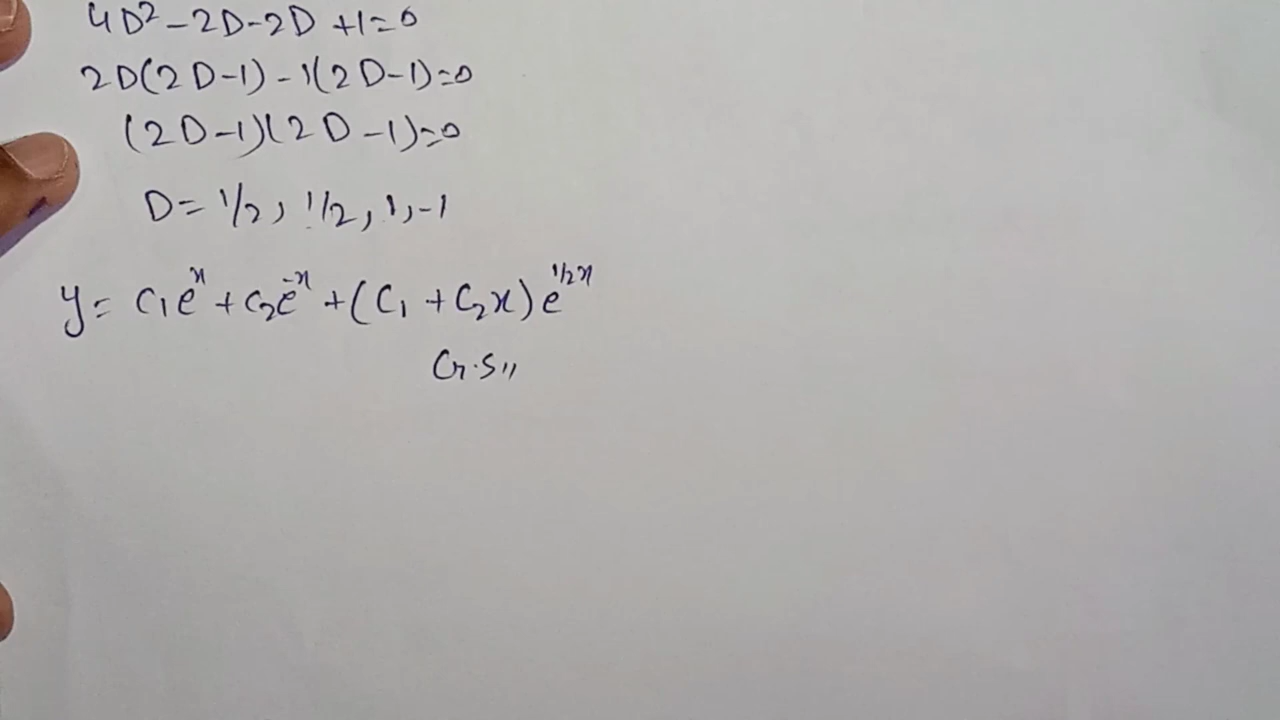 4D² - 2D - 2D + 1 = 0
2D(2D-1) - 1(2D-1) = 0
(2D-1)(2D-1) = 0
D = 1/2, 1/2, 1, -1
y = c₁eˣ + c₂e⁻ˣ + (C₁ + C₂x) e^{1/2x}
G.S //